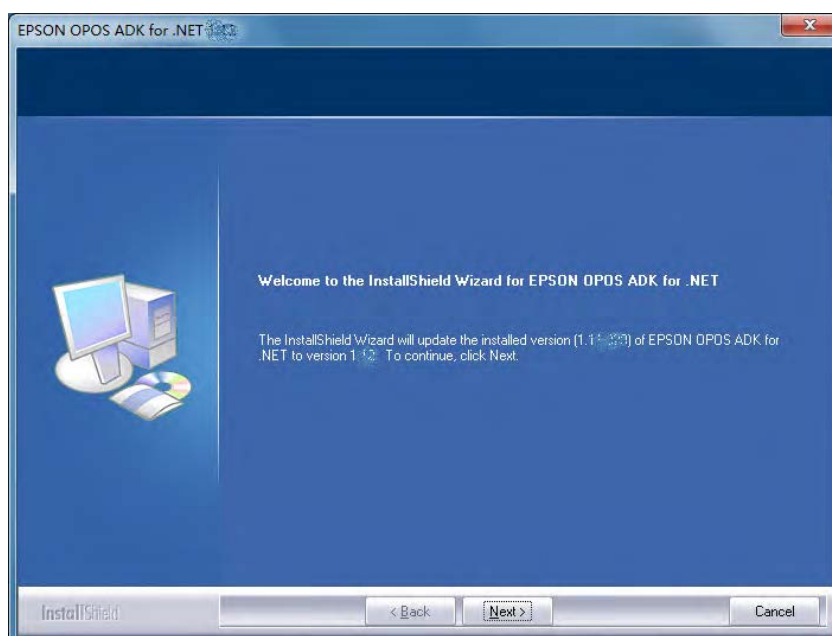 EPSON OPOS ADK for .NET
Welcome to the InstallShield Wizard for EPSON OPOS ADK for .NET
The InstallShield Wizard will update the installed version of EPSON OPOS ADK for
.NET to version To continue, click Next.
InstallShield
< Back
Next >
Cancel